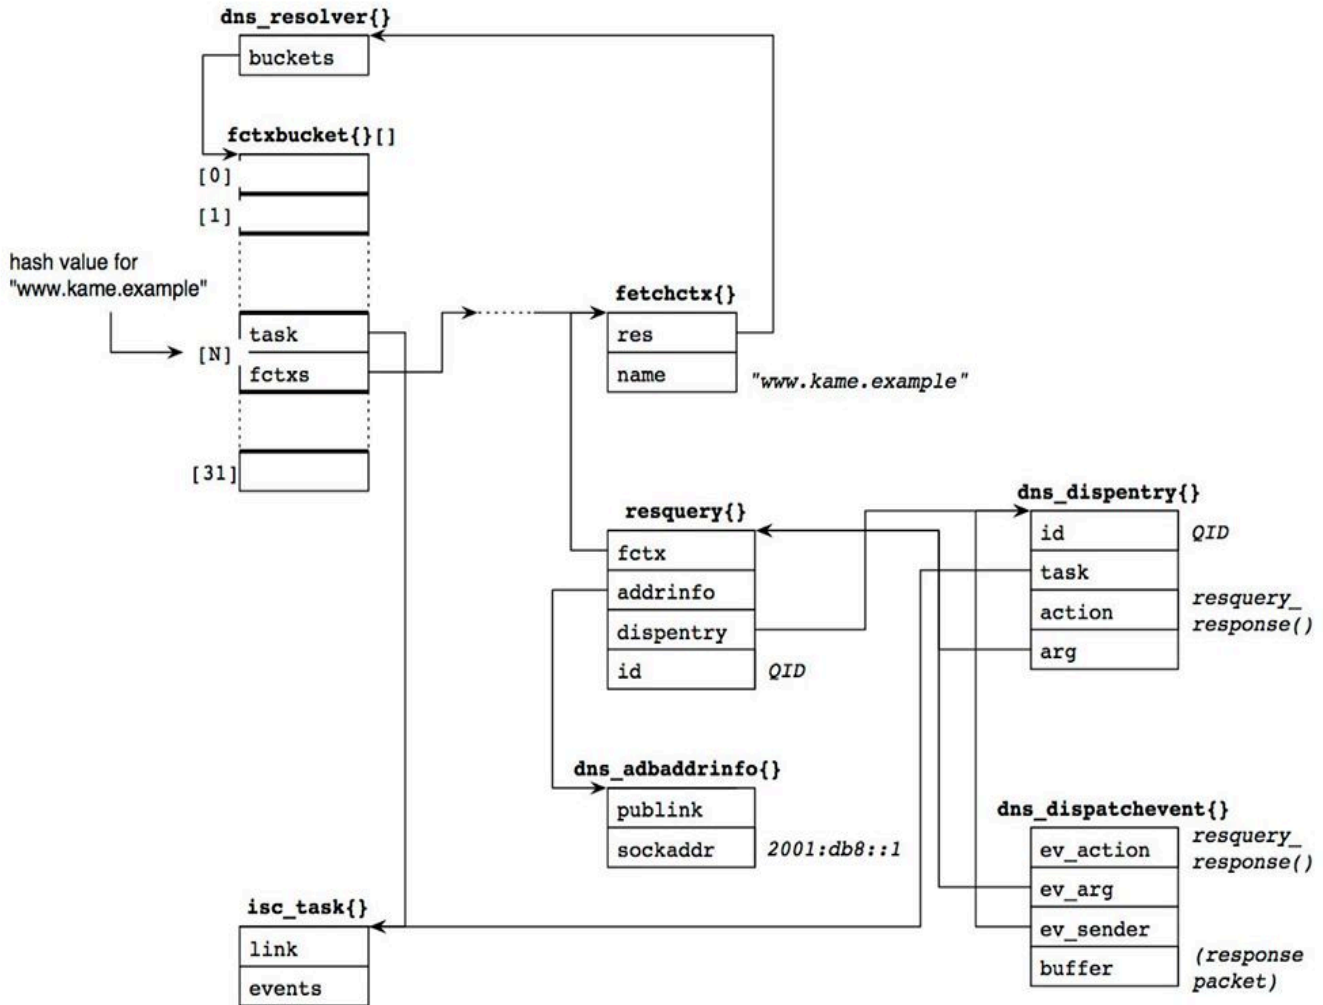 dns_resolver{}
buckets
fctxbucket{}[]
[0]
[1]
hash value for
"www.kame.example"
[N]
task
fctxs
[31]
fetchctx{}
res
name
"www.kame.example"
resquery{}
fctx
addrinfo
dispentry
id
QID
dns_dispentry{}
id
QID
task
action
resquery_
response()
arg
dns_adbaddrinfo{}
publink
sockaddr
2001:db8::1
dns_dispatchevent{}
ev_action
resquery_
response()
ev_arg
ev_sender
buffer
(response
packet)
isc_task{}
link
events